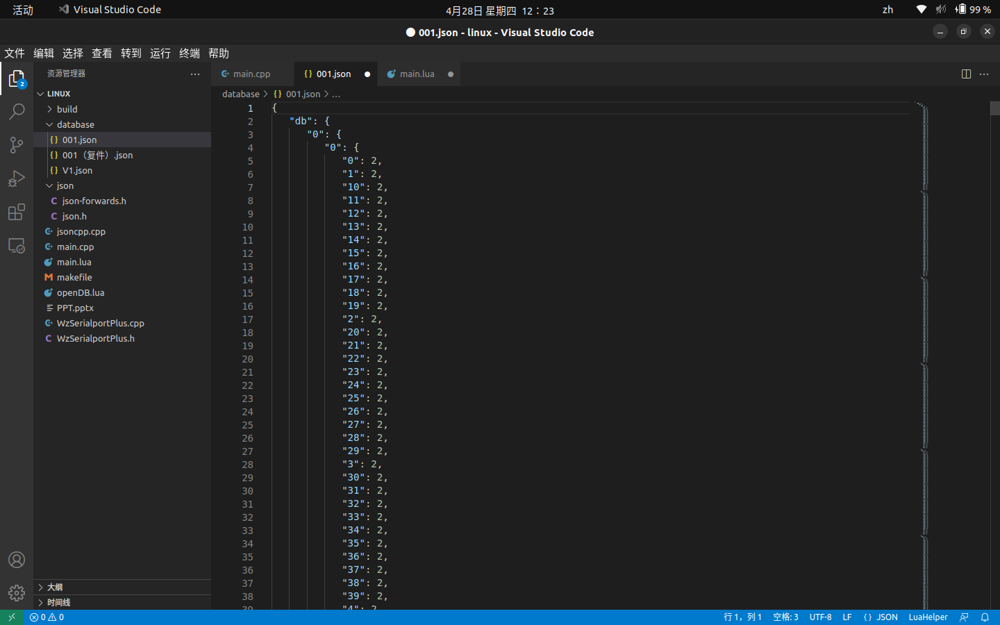 活动 Visual Studio Code 4月28日 星期四 12：23 zh 99 %
001.json - linux - Visual Studio Code
文件 编辑 选择 查看 转到 运行 终端 帮助
资源管理器
main.cpp 001.json main.lua
database > 001.json > ...
2
LINUX
build
database
001.json
001（复件）.json
V1.json
json
json-forwards.h
json.h
jsoncpp.cpp
main.cpp
main.lua
makefile
openDB.lua
PPT.pptx
WzSerialportPlus.cpp
WzSerialportPlus.h
大纲
时间线
1 {
2 "db": {
3 "0": {
4 "0": {
5 "0": 2,
6 "1": 2,
7 "10": 2,
8 "11": 2,
9 "12": 2,
10 "13": 2,
11 "14": 2,
12 "15": 2,
13 "16": 2,
14 "17": 2,
15 "18": 2,
16 "19": 2,
17 "2": 2,
18 "20": 2,
19 "21": 2,
20 "22": 2,
21 "23": 2,
22 "24": 2,
23 "25": 2,
24 "26": 2,
25 "27": 2,
26 "28": 2,
27 "29": 2,
28 "3": 2,
29 "30": 2,
30 "31": 2,
31 "32": 2,
32 "33": 2,
33 "34": 2,
34 "35": 2,
35 "36": 2,
36 "37": 2,
37 "38": 2,
38 "39": 2,
39 "4": 2
0 0 行 1，列 1 空格: 3 UTF-8 LF {} JSON LuaHelper